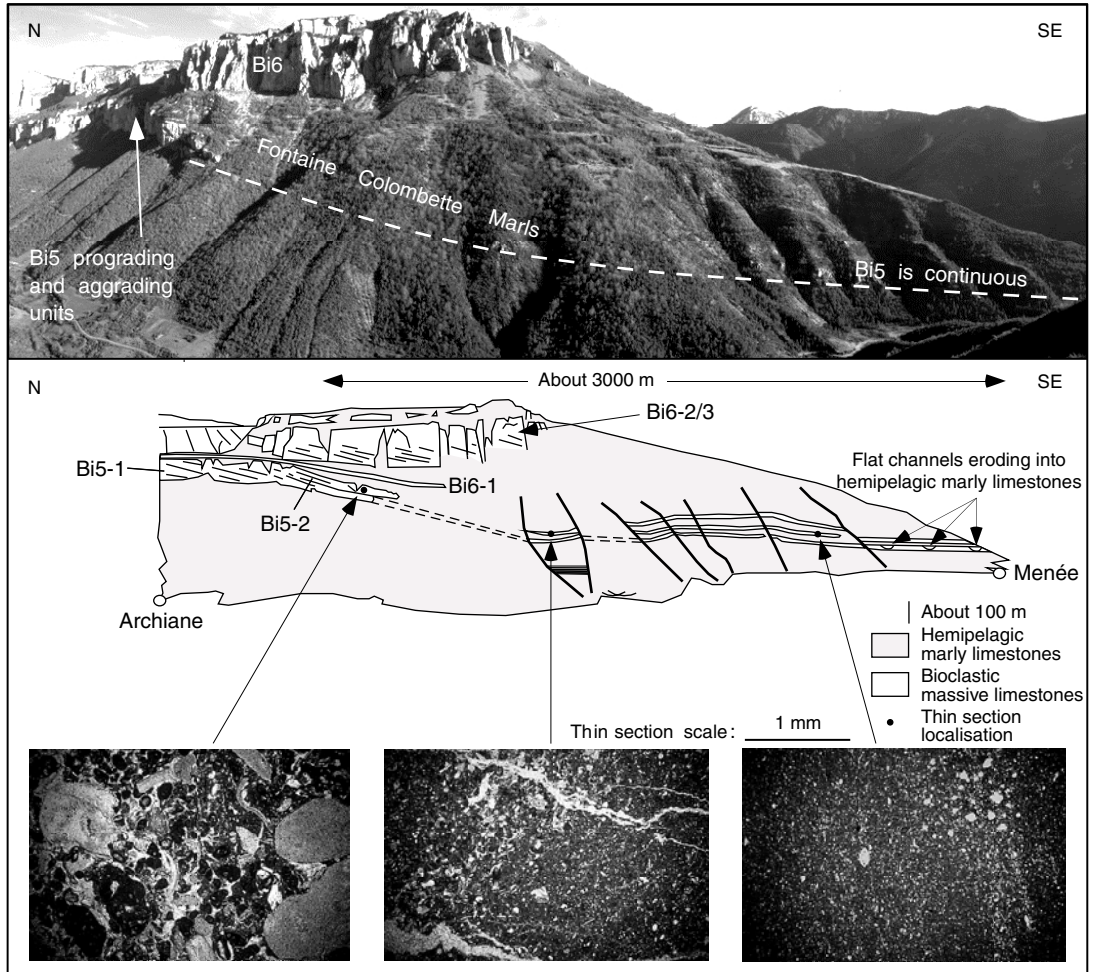 N
SE
Bi6
Fontaine Colombette Marls
Bi5 prograding
and aggrading
units
Bi5 is continuous
N
About 3000 m
SE
Bi6-2/3
Bi5-1
Flat channels eroding into
hemipelagic marly limestones
Bi6-1
Bi5-2
Menée
Archiane
About 100 m
Hemipelagic
marly limestones
Bioclastic
massive limestones
Thin section
localisation
Thin section scale: 1 mm